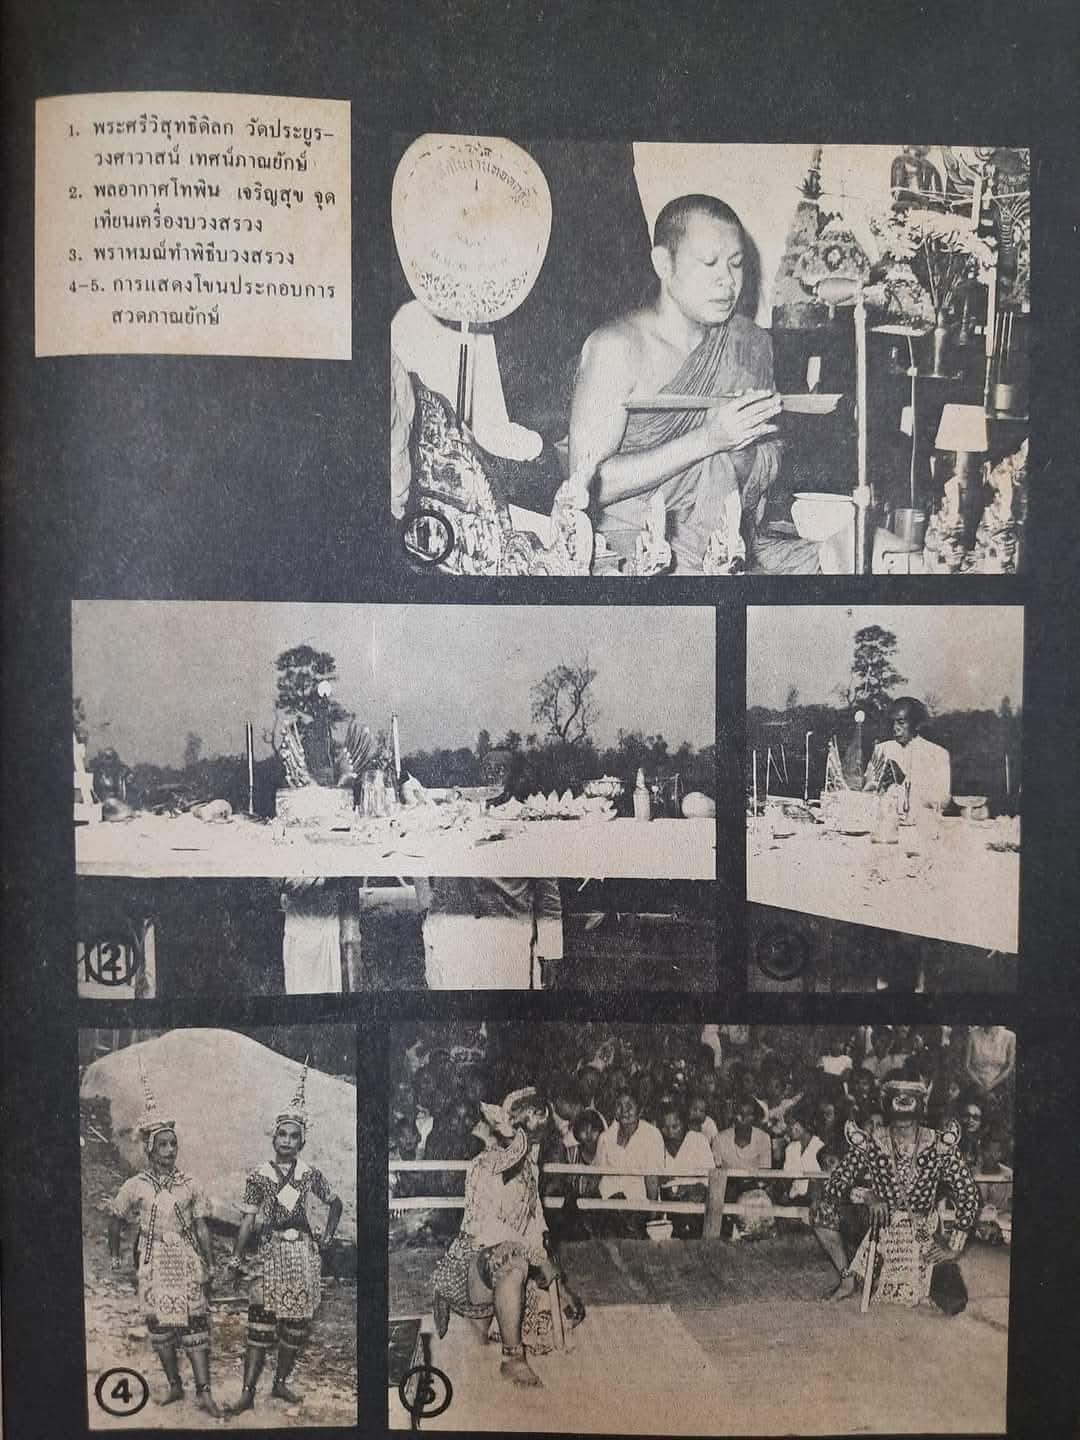 1. พระศรีวิสุทธิดิลก วัดประยูร-
วงศาวาสน์ เทศน์ภาณยักษ์
2. พลอากาศโทพิน เจริญสุข จุด
เทียนเครื่องบวงสรวง
3. พราหมณ์ทำพิธีบวงสรวง
4-5. การแสดงโขนประกอบการ
สวดภาณยักษ์
1
2
3
4
5